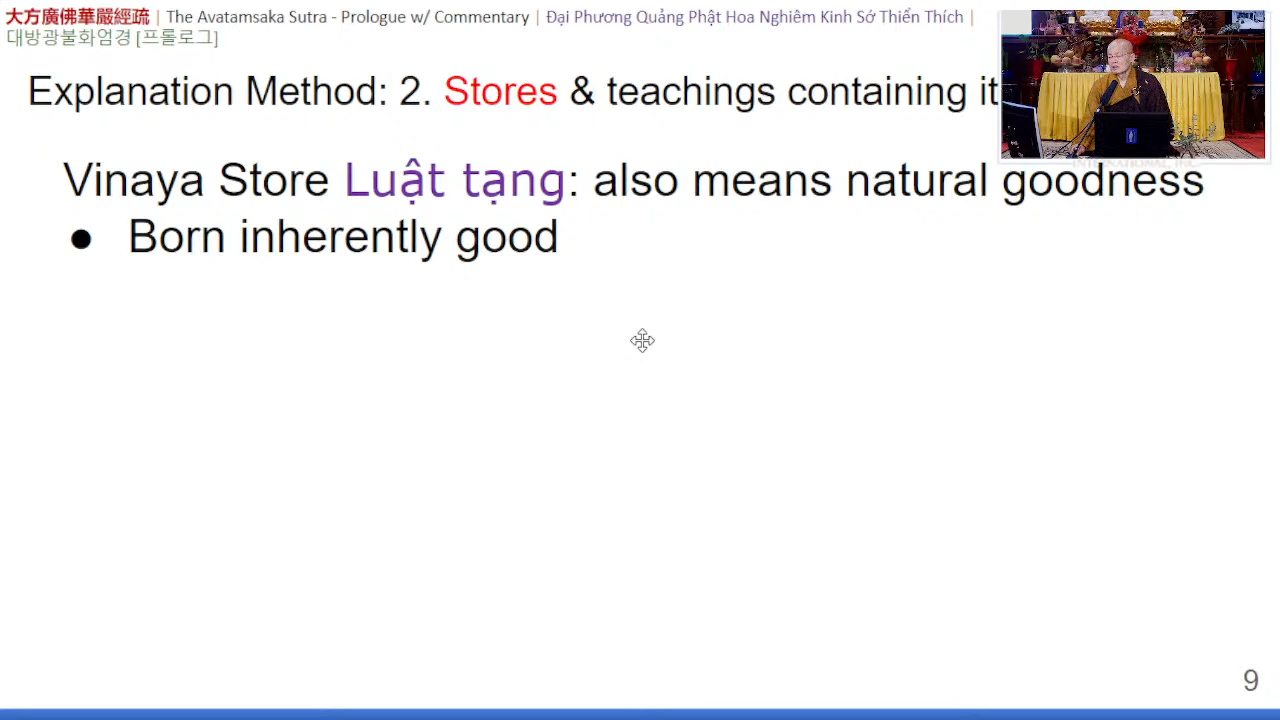 大方廣佛華嚴經疏 | The Avatamsaka Sutra - Prologue w/ Commentary | Đại Phương Quảng Phật Hoa Nghiêm Kinh Sớ Thiển Thích |
대방광불화엄경 [프롤로그]
Explanation Method: 2. Stores & teachings containing it
Vinaya Store Luật tạng: also means natural goodness
● Born inherently good
9